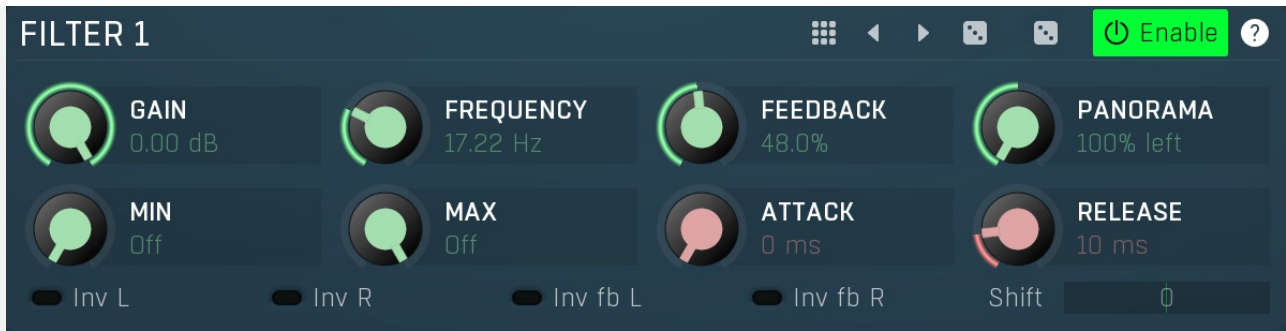 FILTER 1
Enable ?
GAIN
0.00 dB
FREQUENCY
17.22 Hz
FEEDBACK
48.0%
PANORAMA
100% left
MIN
Off
MAX
Off
ATTACK
0 ms
RELEASE
10 ms
Inv L
Inv R
Inv fb L
Inv fb R
Shift
0